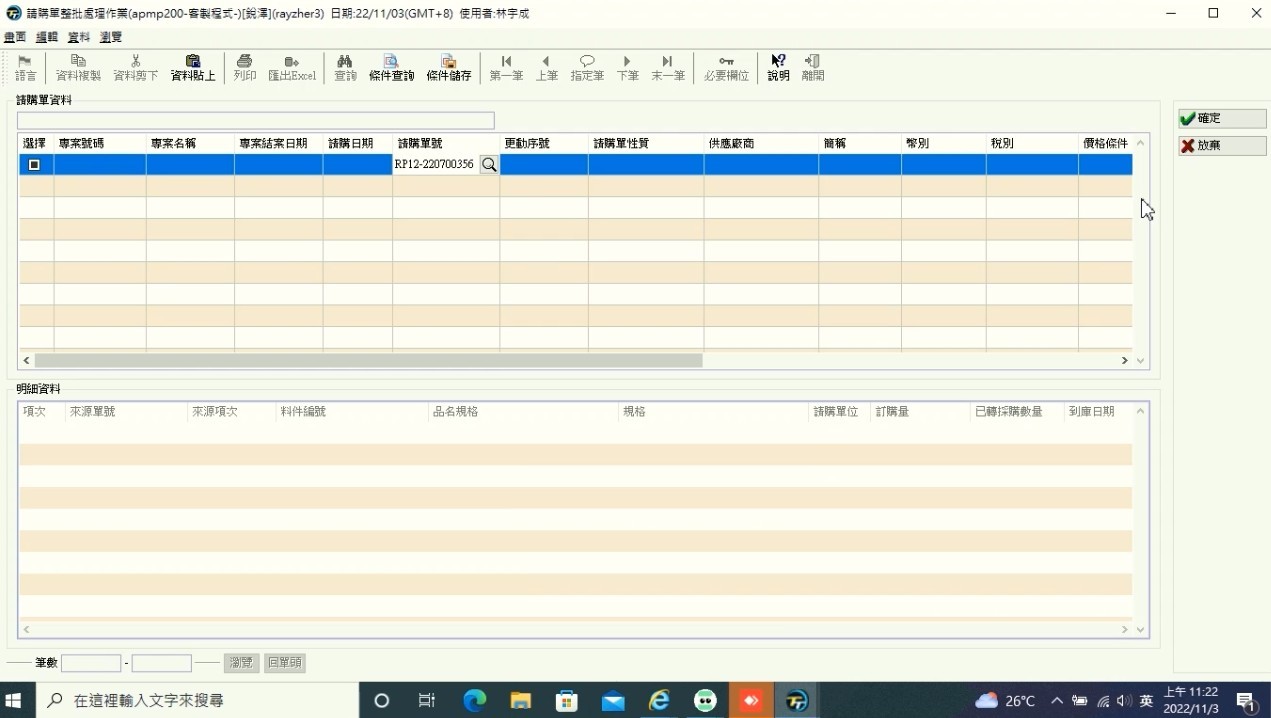 請購單整批處理作業(apmp200-客製程式-)[銳澤](rayzher3) 日期:22/11/03(GMT+8) 使用者:林宇成
畫面 編輯 資料 瀏覽
語言 資料複製 資料剪下 資料貼上 列印 匯出Excel 查詢 條件查詢 條件儲存 第一筆 上筆 指定筆 下筆 末一筆 必要欄位 說明 離開
請購單資料
選擇 專案號碼 專案名稱 專案結案日期 請購日期 請購單號 更動序號 請購單性質 供應廠商 簡稱 幣別 稅別 價格條件
RP12-220700356
確定
放棄
明細資料
項次 來源單號 來源項次 料件編號 品名規格 規格 請購單位 訂購量 已轉採購數量 到庫日期
筆數 - 瀏覽 回單頭
在這裡輸入文字來搜尋
26°C 英 上午 11:22
2022/11/3
1